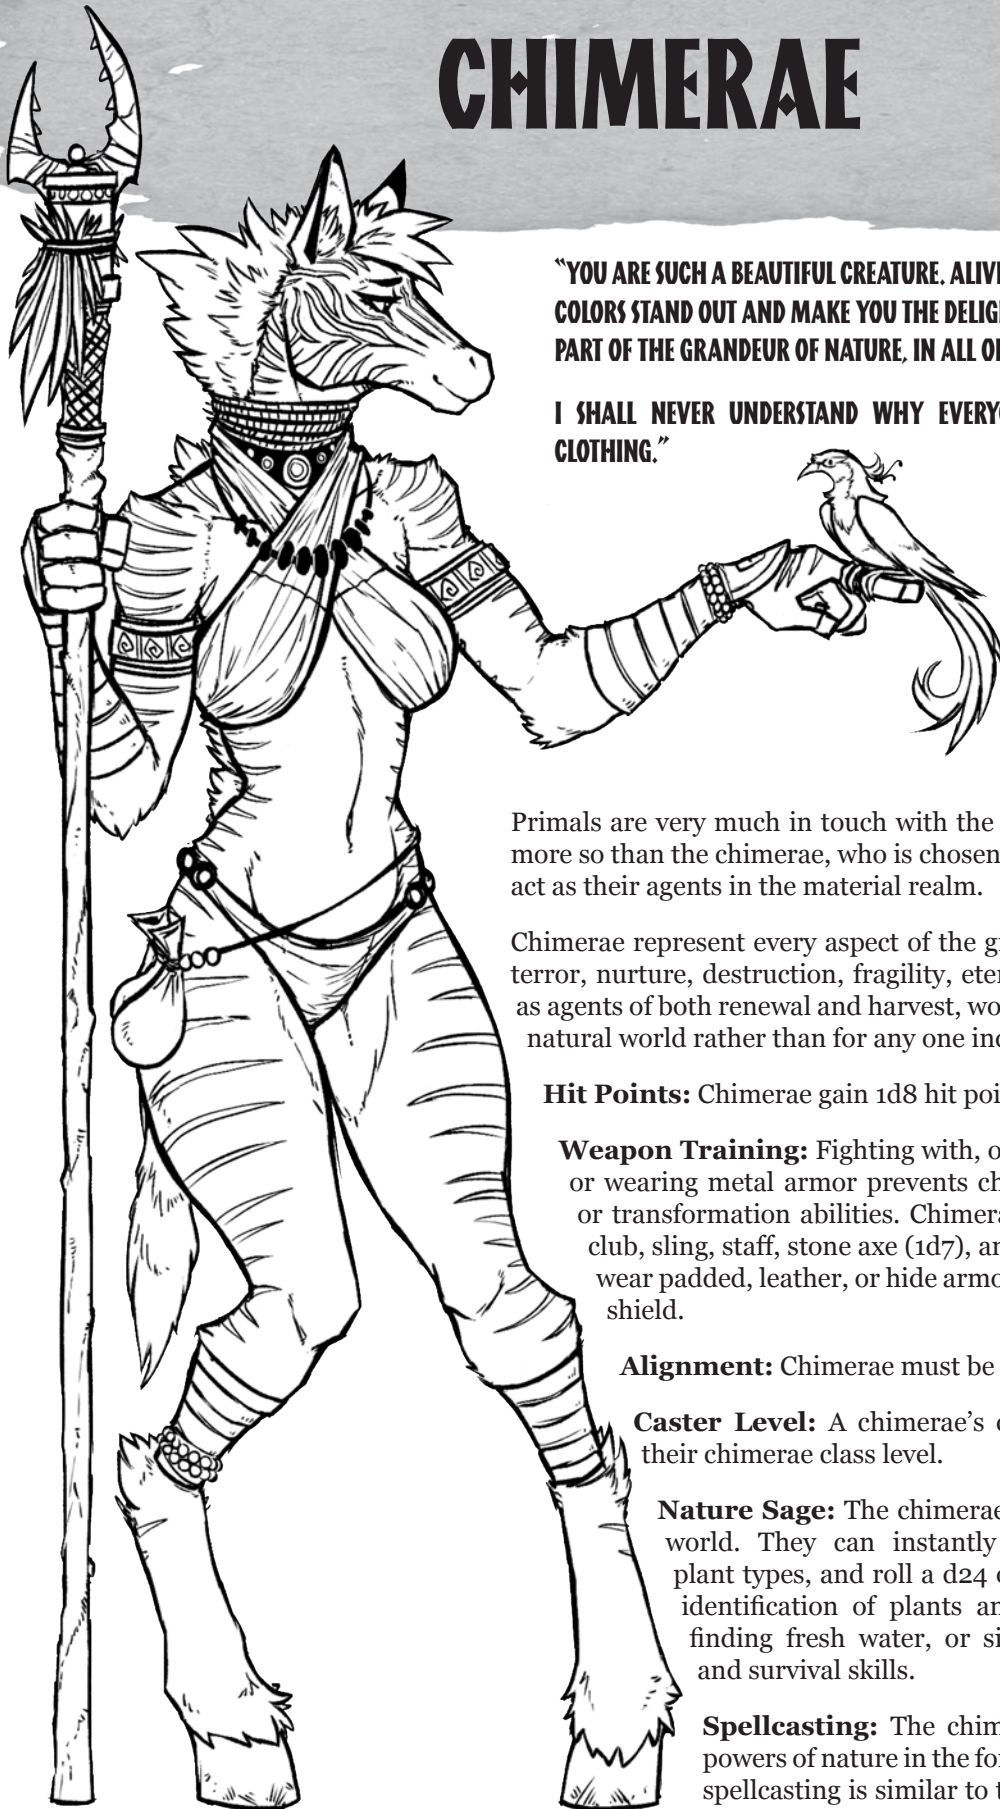 CHIMERAE
“YOU ARE SUCH A BEAUTIFUL CREATURE. ALIVE
COLORS STAND OUT AND MAKE YOU THE DELIG
PART OF THE GRANDEUR OF NATURE, IN ALL O
I SHALL NEVER UNDERSTAND WHY EVERYO
CLOTHING.”
Primals are very much in touch with the
more so than the chimerae, who is chosen
act as their agents in the material realm.
Chimerae represent every aspect of the g
terror, nurture, destruction, fragility, eter
as agents of both renewal and harvest, wo
natural world rather than for any one ind
Hit Points: Chimerae gain 1d8 hit poi
Weapon Training: Fighting with, o
or wearing metal armor prevents ch
or transformation abilities. Chimera
club, sling, staff, stone axe (1d7), an
wear padded, leather, or hide armo
shield.
Alignment: Chimerae must be
Caster Level: A chimerae’s c
their chimerae class level.
Nature Sage: The chimerae
world. They can instantly
plant types, and roll a d24 o
identification of plants an
finding fresh water, or si
and survival skills.
Spellcasting: The chim
powers of nature in the for
spellcasting is similar to t